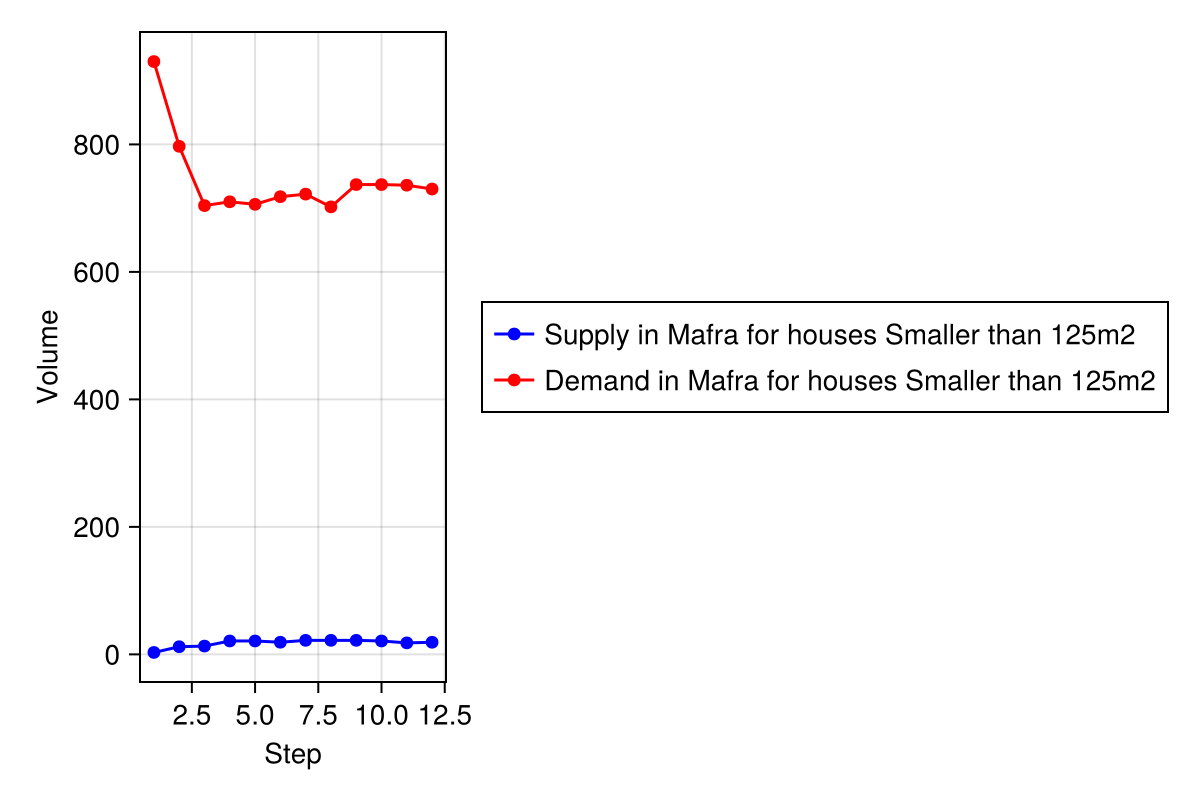 800
600
400
200
0
Volume
2.5 5.0 7.5 10.0 12.5
Step
Supply in Mafra for houses Smaller than 125m2
Demand in Mafra for houses Smaller than 125m2